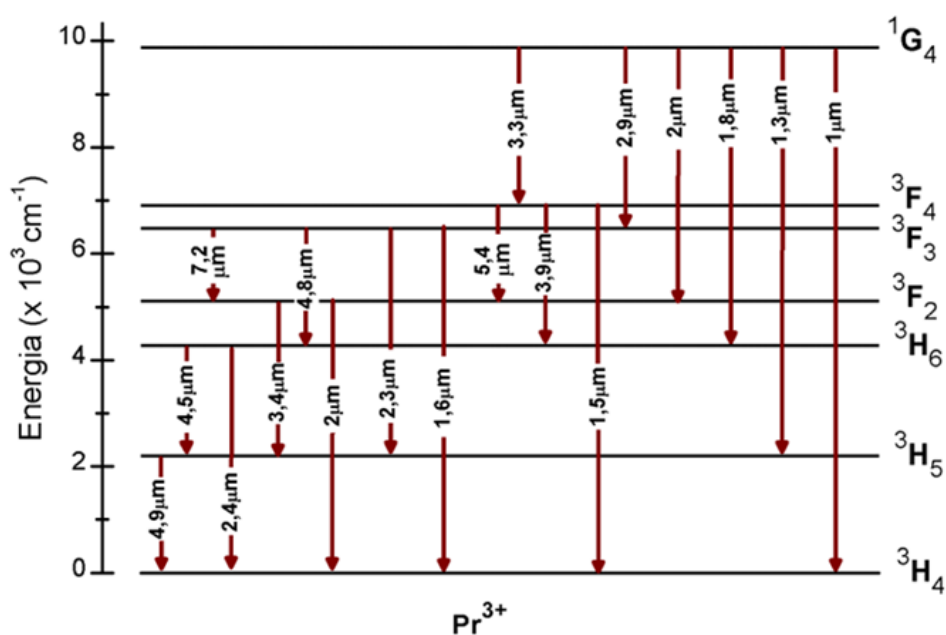 Energia (x 10³ cm⁻¹)
10
8
6
4
2
0
¹G₄
³F₄
³F₃
³F₂
³H₆
³H₅
³H₄
3,3μm
2,9μm
2μm
1,8μm
1,3μm
1μm
7,2
μm
4,8μm
5,4
μm
3,9μm
4,5μm
3,4μm
2μm
2,3μm
1,6μm
1,5μm
4,9μm
2,4μm
Pr³⁺